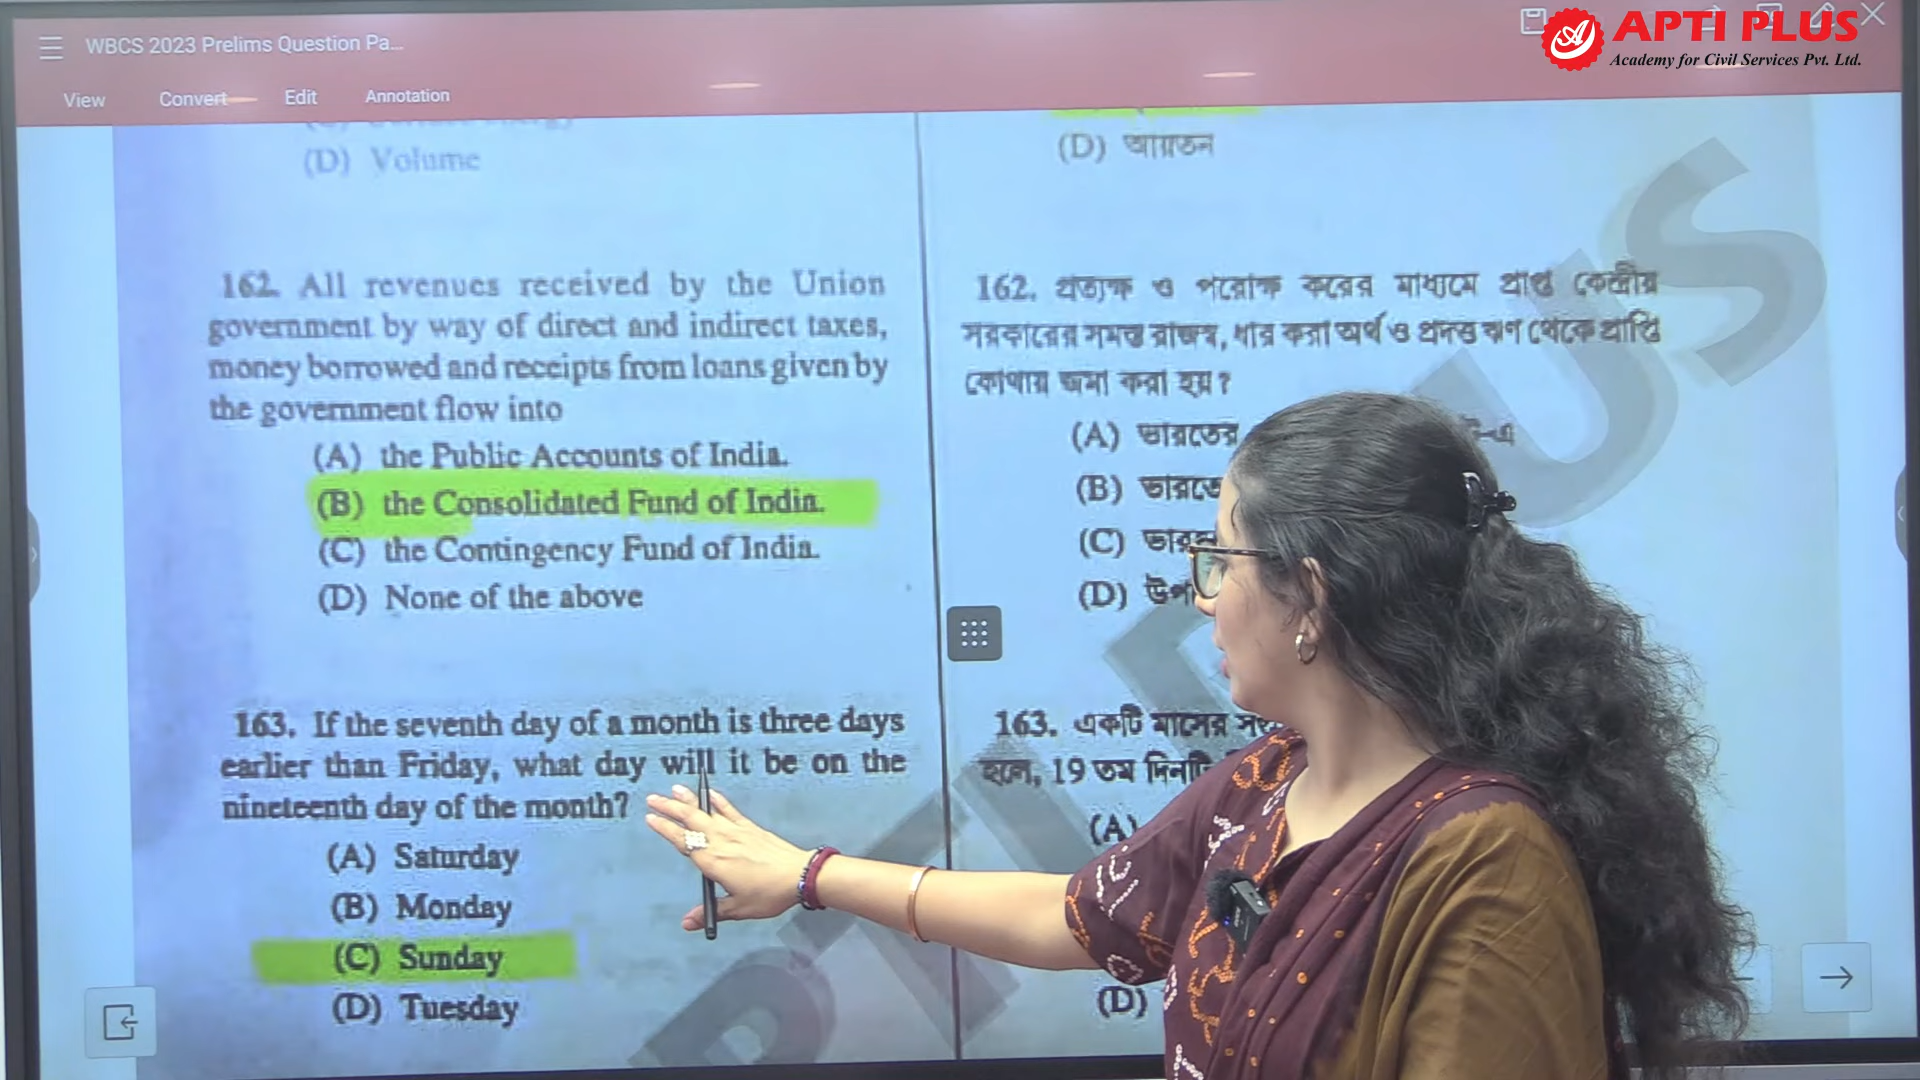 WBCS 2023 Prelims Question Pa...
APTI PLUS
Academy for Civil Services Pvt. Ltd.
View Convert Edit Annotation
(D) Volume
162. All revenues received by the Union
government by way of direct and indirect taxes,
money borrowed and receipts from loans given by
the government flow into
(A) the Public Accounts of India.
(B) the Consolidated Fund of India.
(C) the Contingency Fund of India.
(D) None of the above
163. If the seventh day of a month is three days
earlier than Friday, what day will it be on the
nineteenth day of the month?
(A) Saturday
(B) Monday
(C) Sunday
(D) Tuesday
(D) আয়তন
162. প্রত্যক্ষ ও পরোক্ষ করের মাধ্যমে প্রাপ্ত কেন্দ্রীয়
সরকারের সমস্ত রাজস্ব, ধার করা অর্থ ও প্রদত্ত ঋণ থেকে প্রাপ্তি
কোথায় জমা করা হয়?
(A) ভারতের
(B)
(C)
(D)
163. একটি মাসের
হলে, 19 তম দিনটি
(A)
(D)